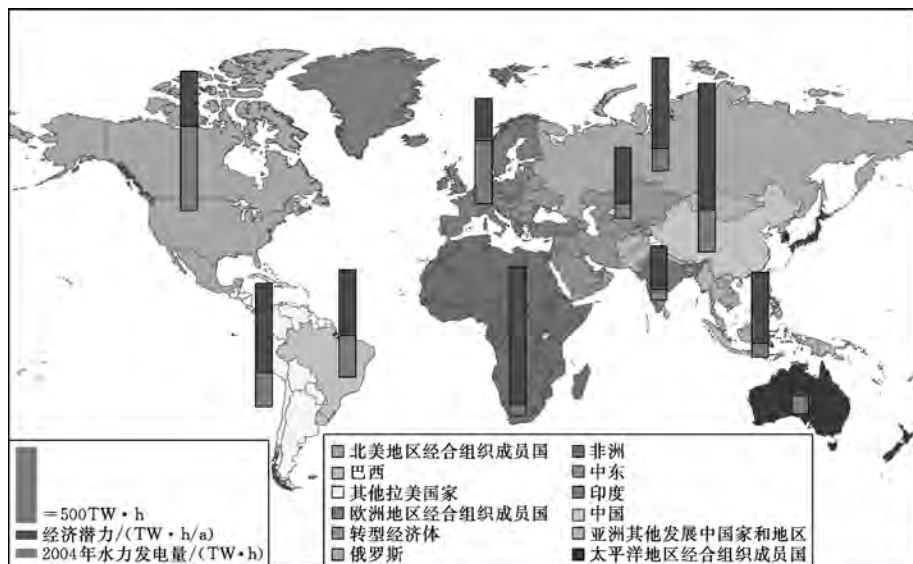 =500TW·h
经济潜力/(TW·h/a)
2004年水力发电量/(TW·h)
北美地区经合组织成员国
巴西
其他拉美国家
欧洲地区经合组织成员国
转型经济体
俄罗斯
非洲
中东
印度
中国
亚洲其他发展中国家和地区
太平洋地区经合组织成员国